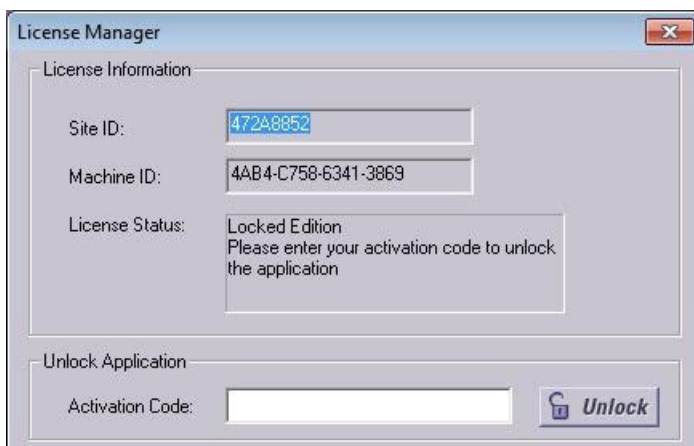 License Manager
License Information
Site ID: 472A8852
Machine ID: 4AB4-C758-6341-3869
License Status: Locked Edition
Please enter your activation code to unlock
the application
Unlock Application
Activation Code: Unlock